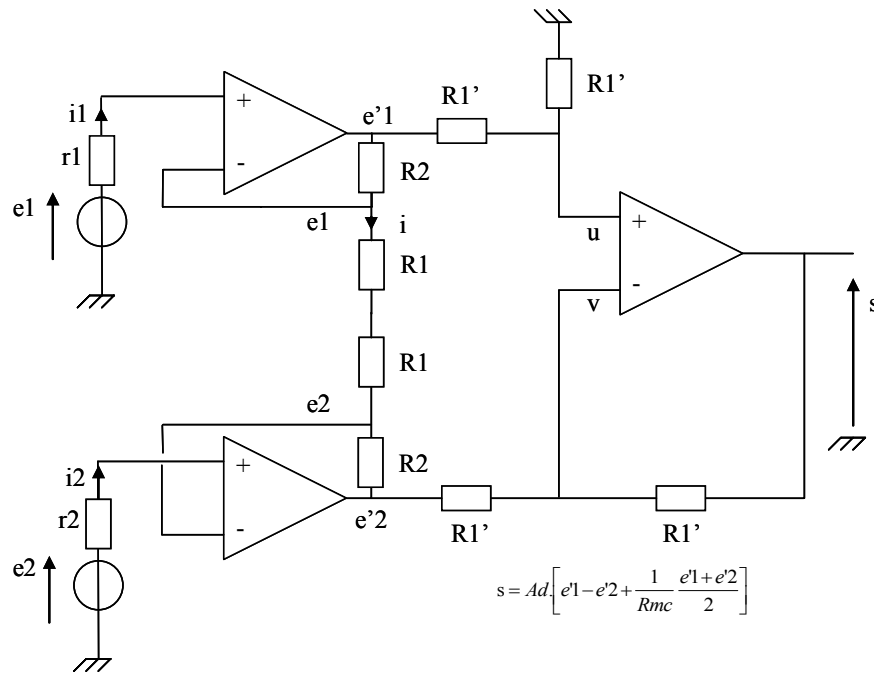 R1’
R1’
e’1
+
i1
r1
-
R2
e1
e1
i
R1
u
+
-
v
s
R1
e2
+
R2
i2
r2
-
e’2
R1’
R1’
e2
s = Ad.[e'1−e'2+ 1/Rmc e'1+e'2/2]